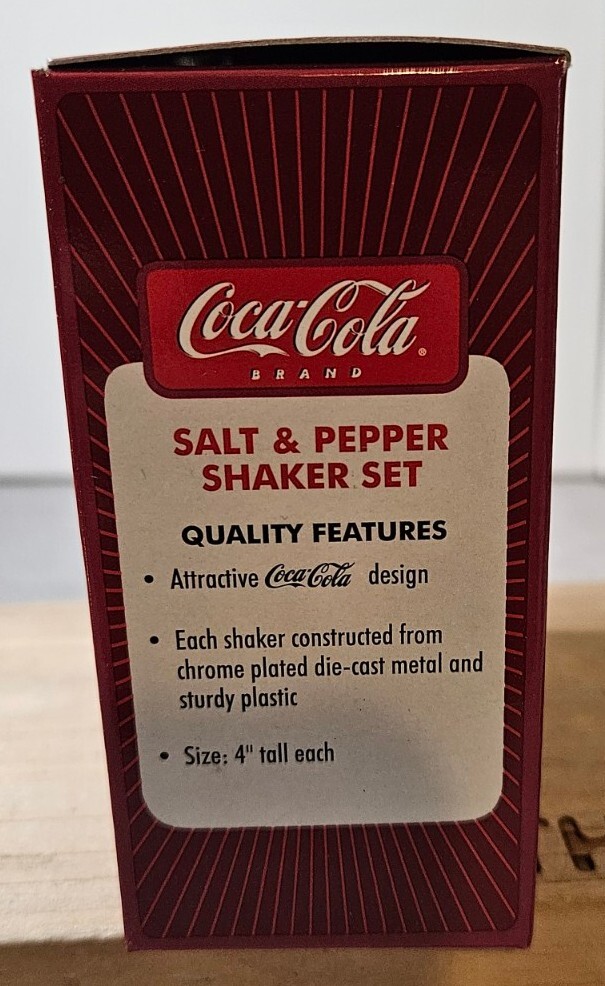 Coca-Cola®
BRAND
SALT & PEPPER
SHAKER SET
QUALITY FEATURES
• Attractive Coca-Cola design
• Each shaker constructed from
chrome plated die-cast metal and
sturdy plastic
• Size: 4" tall each